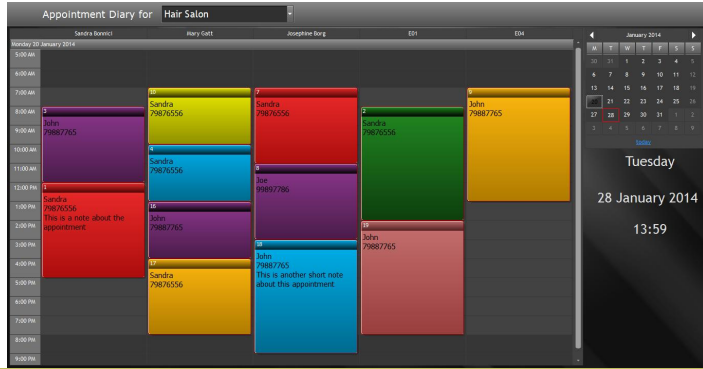 Appointment Diary for Hair Salon
Sandra Bonnici Mary Gatt Josephine Borg E01 E04
Monday 20 January 2014
5:00 AM
6:00 AM
7:00 AM
8:00 AM
9:00 AM
10:00 AM
11:00 AM
12:00 PM
1:00 PM
2:00 PM
3:00 PM
4:00 PM
5:00 PM
6:00 PM
7:00 PM
8:00 PM
9:00 PM
3
John
79887765
1
Sandra
79876556
This is a note about the
appointment
10
Sandra
79876556
Sandra
79876556
16
John
79887765
17
Sandra
79876556
7
Sandra
79876556
8
Joe
99897786
18
John
79887765
This is another short note
about this appointment
2
Sandra
79876556
19
John
79887765
John
79887765
January 2014
M T W T F S S
30 31 1 2 3 4 5
6 7 8 9 10 11 12
13 14 15 16 17 18 19
20 21 22 23 24 25 26
27 28 29 30 31 1 2
3 4 5 6 7 8 9
Today
Tuesday
28 January 2014
13:59